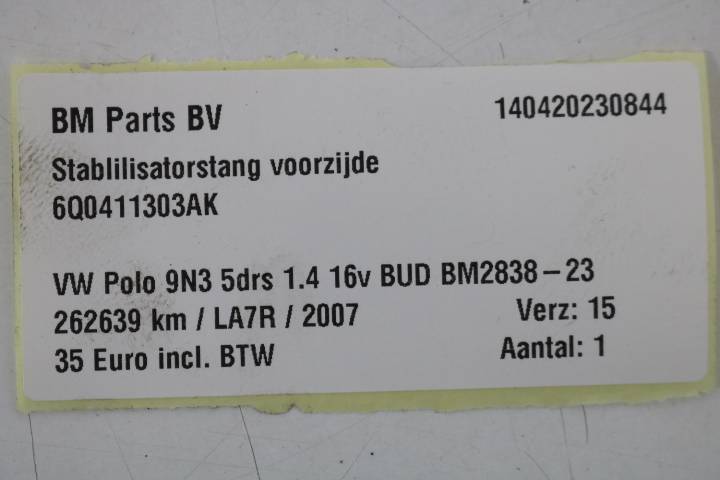 BM Parts BV 140420230844
Stablilisatorstang voorzijde
6Q0411303AK
VW Polo 9N3 5drs 1.4 16v BUD BM2838-23
262639 km / LA7R / 2007 Verz: 15
35 Euro incl. BTW Aantal: 1